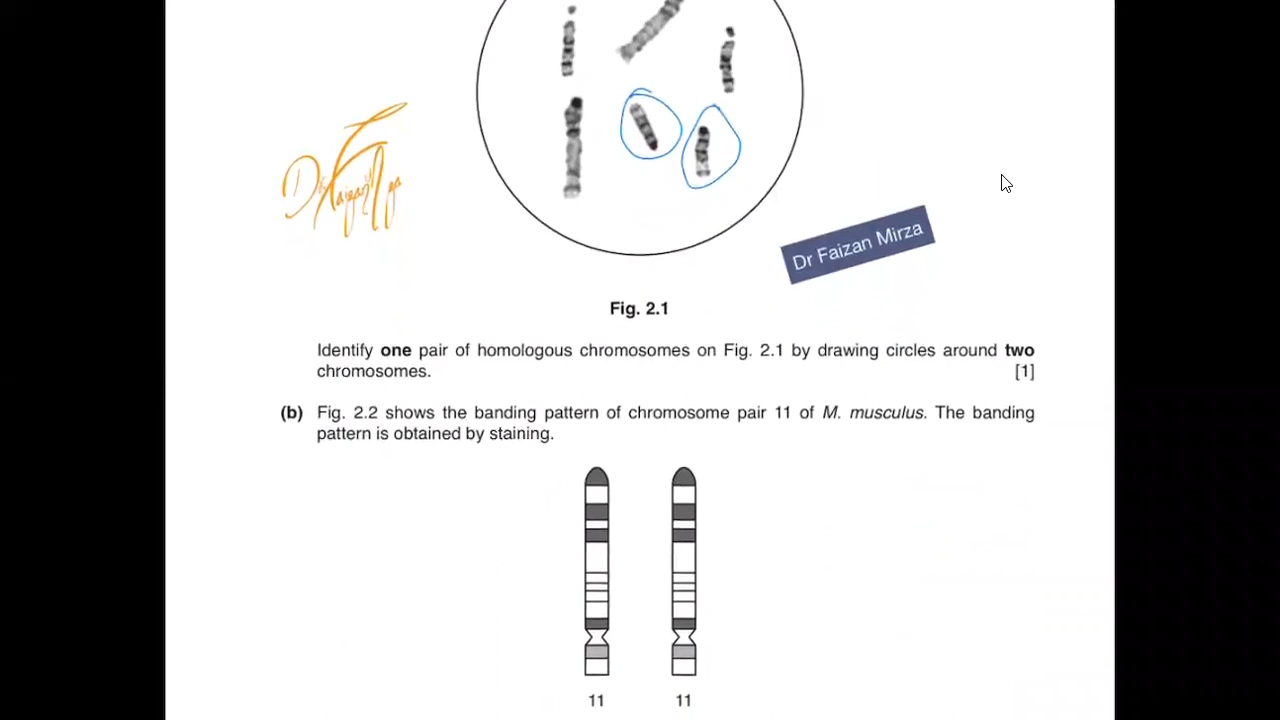 Dr Faizan Mirza
Fig. 2.1
Identify one pair of homologous chromosomes on Fig. 2.1 by drawing circles around two
chromosomes. [1]
(b) Fig. 2.2 shows the banding pattern of chromosome pair 11 of M. musculus. The banding
pattern is obtained by staining.
11 11